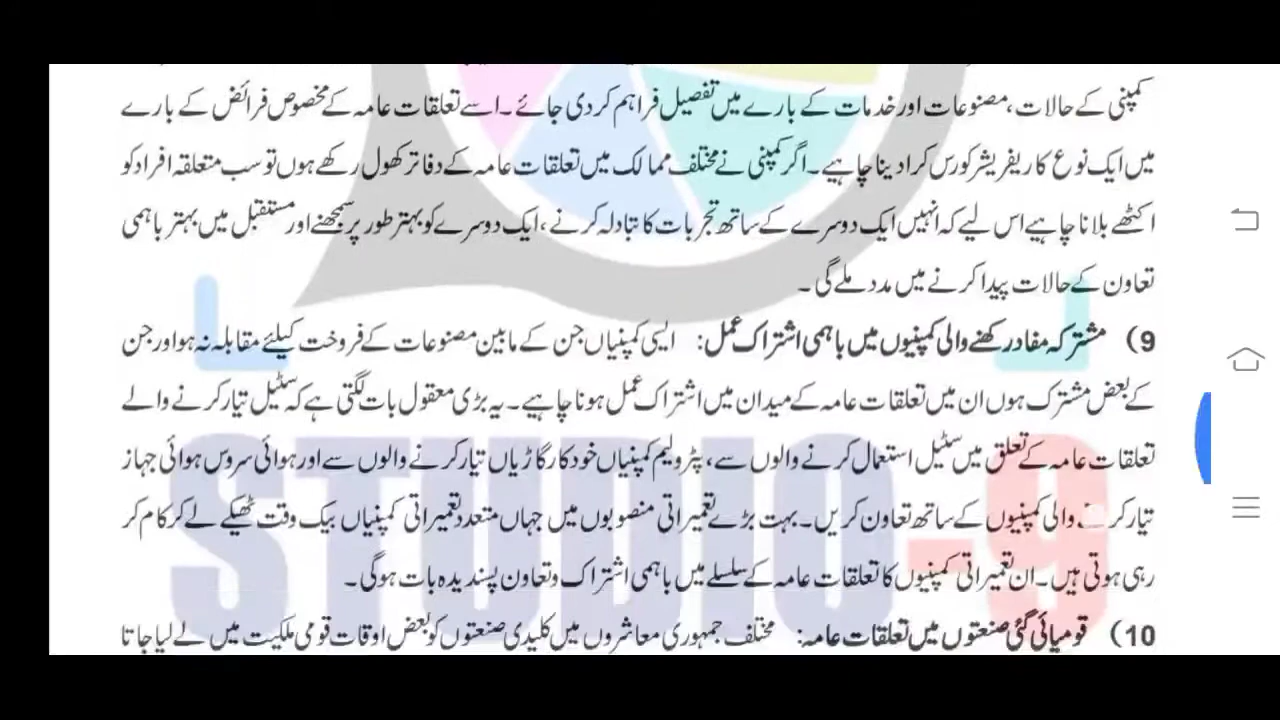 کمپنی کے حالات، مصنوعات اور خدمات کے بارے میں تفصیل فراہم کر دی جائے۔ اسے تعلقات عامہ کے مخصوص فرائض کے بارے
میں ایک نوع کا ریفریشر کورس کرا دینا چاہیے۔ اگر کمپنی نے مختلف ممالک میں تعلقات عامہ کے دفاتر کھول رکھے ہوں تو سب متعلقہ افراد کو
اکٹھے بلانا چاہیے اس لیے کہ انہیں ایک دوسرے کے ساتھ تجربات کا تبادلہ کرنے، ایک دوسرے کو بہتر طور پر سمجھنے اور مستقبل میں بہتر باہمی
تعاون کے حالات پیدا کرنے میں مدد ملے گی۔
9) مشترکہ مفاد رکھنے والی کمپنیوں میں باہمی اشتراک عمل: ایسی کمپنیاں جن کے مابین مصنوعات کے فروخت کیلئے مقابلہ نہ ہو اور جن
کے بعض مشترک ہوں ان میں تعلقات عامہ کے میدان میں اشتراک عمل ہونا چاہیے۔ یہ بڑی معقول بات لگتی ہے کہ سٹیل تیار کرنے والے
تعلقات عامہ کے تعلق میں سٹیل استعمال کرنے والوں سے، پٹرولیم کمپنیاں خودکار گاڑیاں تیار کرنے والوں سے اور ہوائی سروس ہوائی جہاز
تیار کرنے والی کمپنیوں کے ساتھ تعاون کریں۔ بہت بڑے تعمیراتی منصوبوں میں جہاں متعدد تعمیراتی کمپنیاں بیک وقت ٹھیکے لے کر کام کر
رہی ہوتی ہیں۔ ان تعمیراتی کمپنیوں کا تعلقات عامہ کے سلسلے میں باہمی اشتراک و تعاون پسندیدہ بات ہوگی۔
10) قومیائی گئی صنعتوں میں تعلقات عامہ: مختلف جمہوری معاشروں میں کلیدی صنعتوں کو بعض اوقات قومی ملکیت میں لے لیا جاتا
STUDIO-9